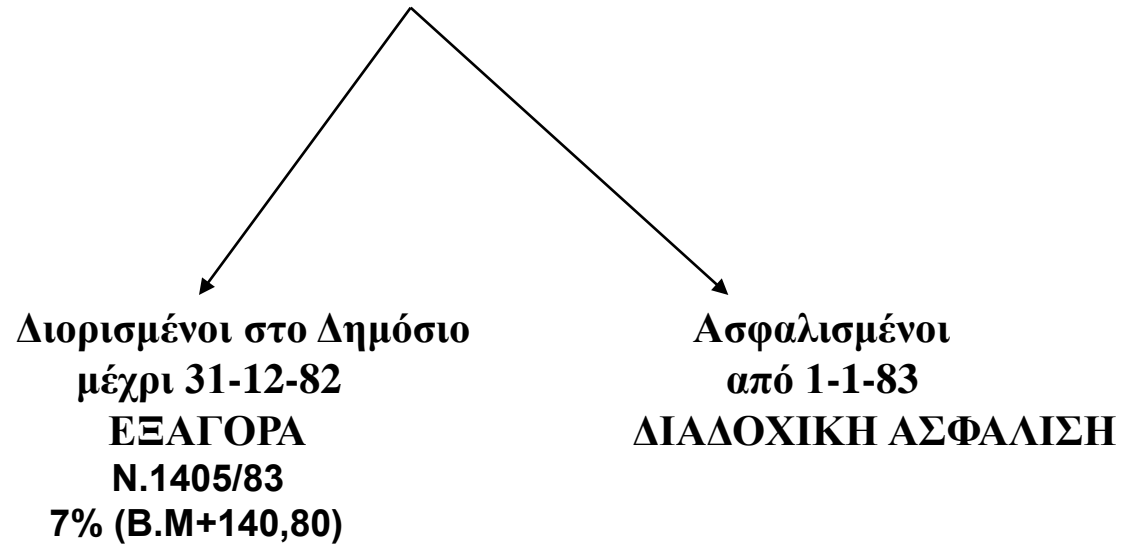 Διορισμένοι στο Δημόσιο
μέχρι 31-12-82
ΕΞΑΓΟΡΑ
Ν.1405/83
7% (Β.Μ+140,80)
Ασφαλισμένοι
από 1-1-83
ΔΙΑΔΟΧΙΚΗ ΑΣΦΑΛΙΣΗ